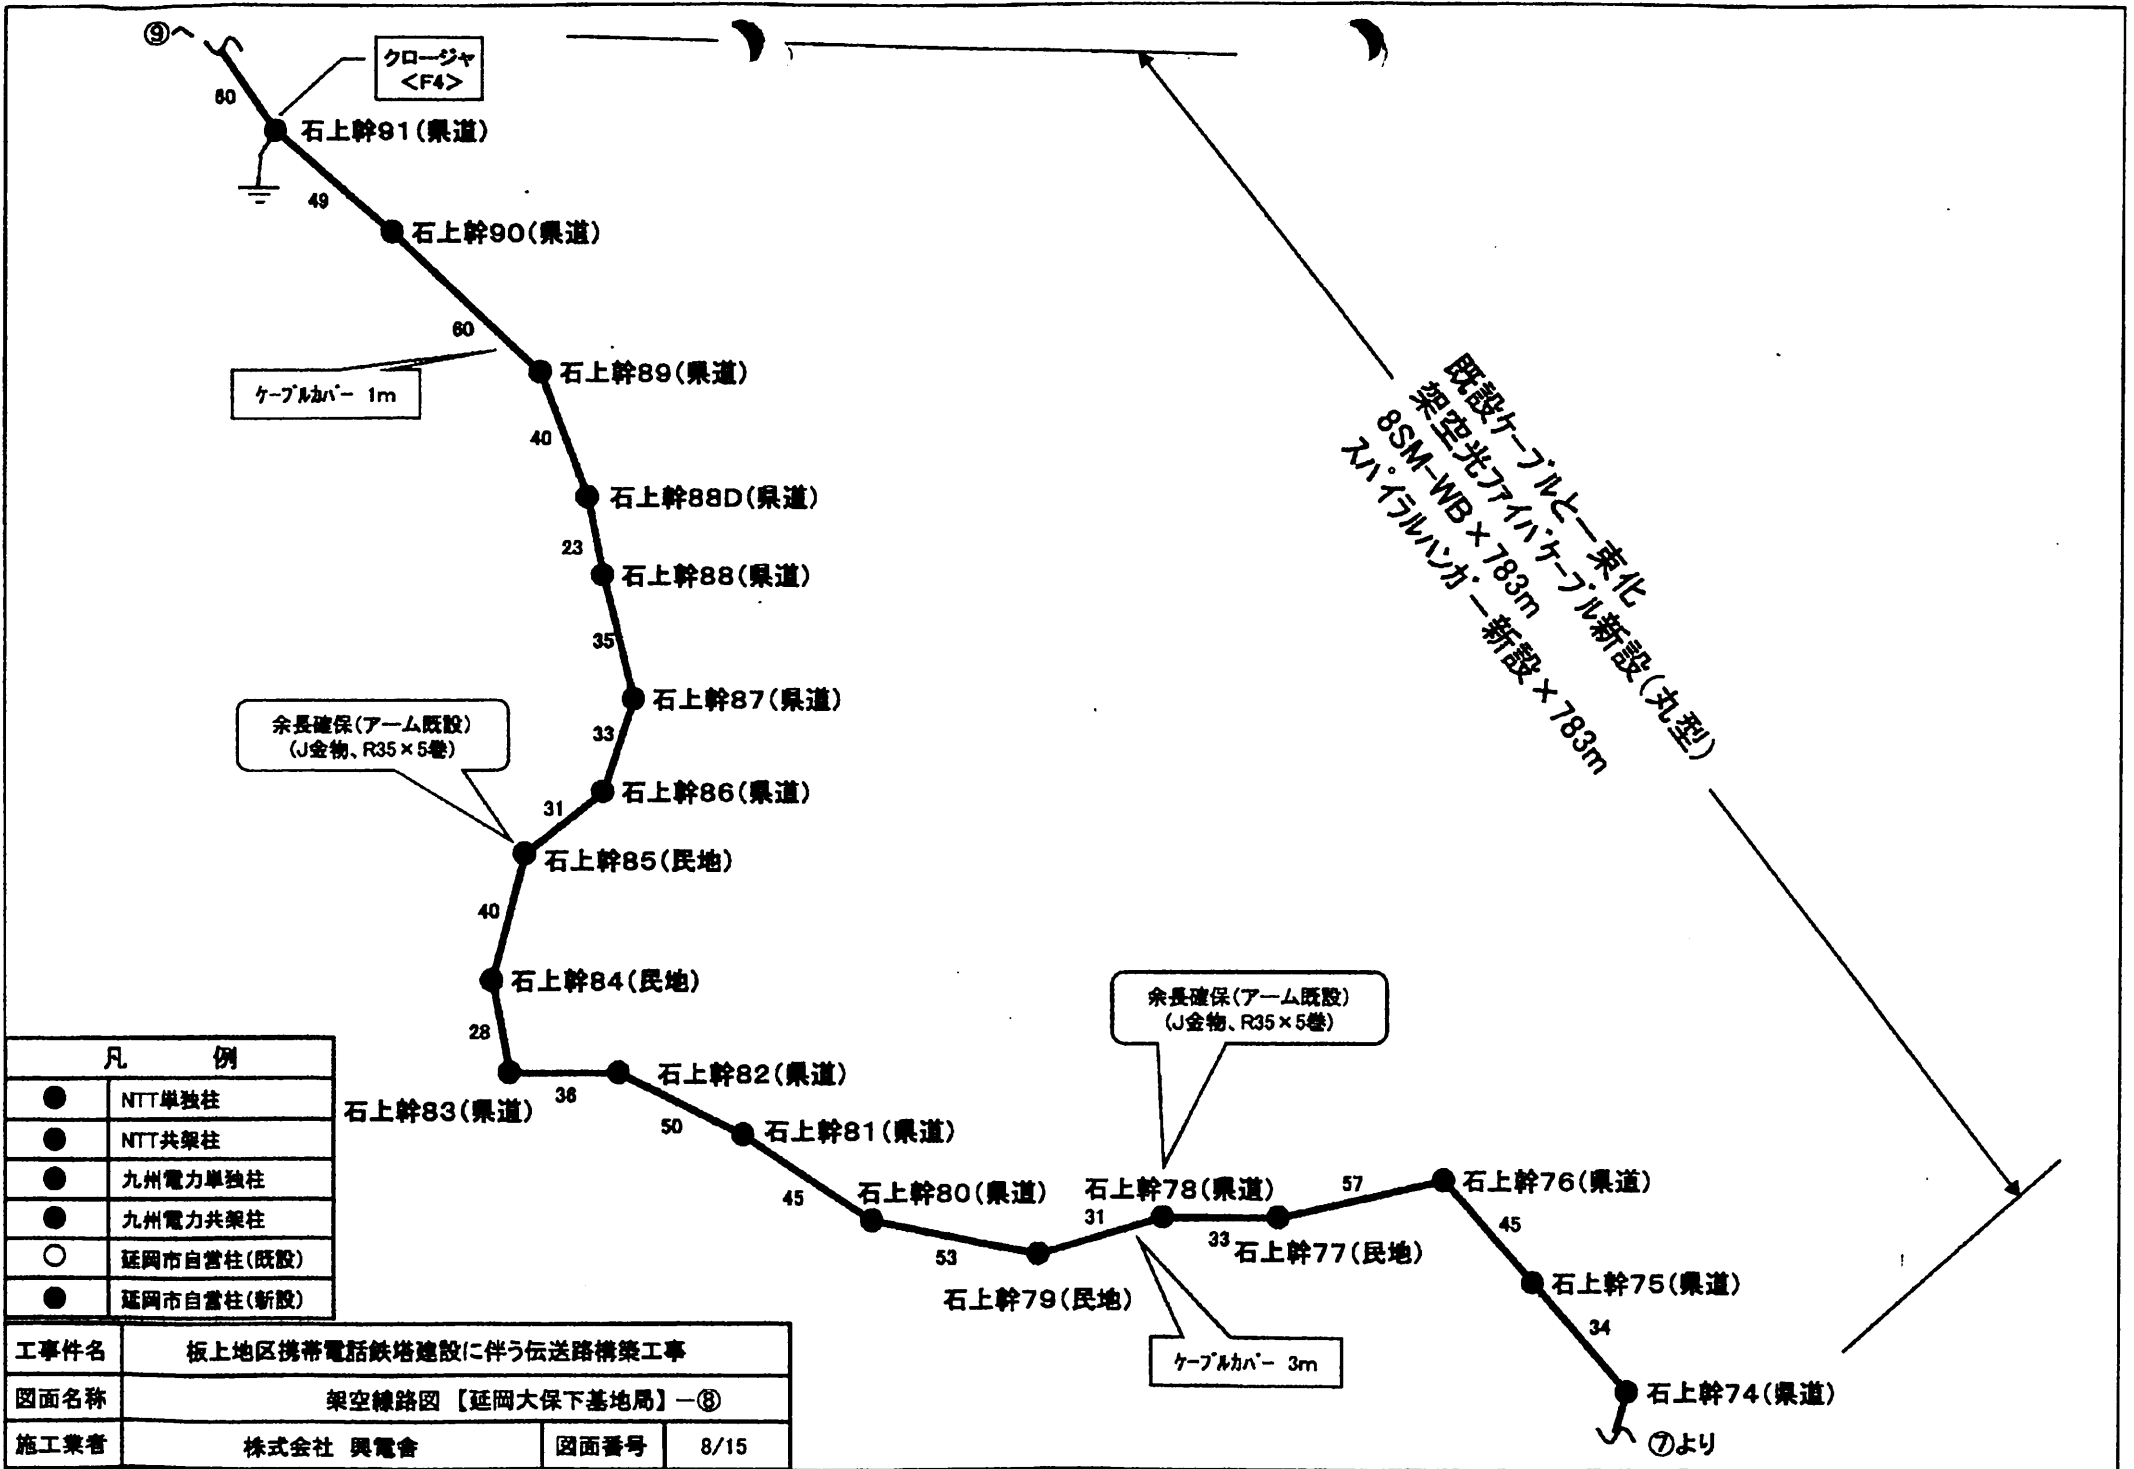 ⑨へ
クロージャ
<F4>
60
石上幹91(県道)
49
石上幹90(県道)
60
石上幹89(県道)
ケーブルカバー 1m
40
石上幹88D(県道)
23
石上幹88(県道)
35
石上幹87(県道)
33
余長確保(アーム既設)
(J金物、R35×5巻)
石上幹86(県道)
31
石上幹85(民地)
40
石上幹84(民地)
28
石上幹83(県道)
36
石上幹82(県道)
50
石上幹81(県道)
45
石上幹80(県道)
53
石上幹79(民地)
31
石上幹78(県道)
余長確保(アーム既設)
(J金物、R35×5巻)
ケーブルカバー 3m
33
石上幹77(民地)
57
石上幹76(県道)
45
石上幹75(県道)
34
石上幹74(県道)
⑦より
既設ケーブルと一束化
架空光ファイバケーブル新設(丸型)
8SM-WB×783m
スパイラルハンガー新設×783m
凡 例
NTT単独柱
NTT共架柱
九州電力単独柱
九州電力共架柱
延岡市自営柱(既設)
延岡市自営柱(新設)
工事件名 板上地区携帯電話鉄塔建設に伴う伝送路構築工事
図面名称 架空線路図 【延岡大保下基地局】-⑧
施工業者 株式会社 興電舎 図面番号 8/15